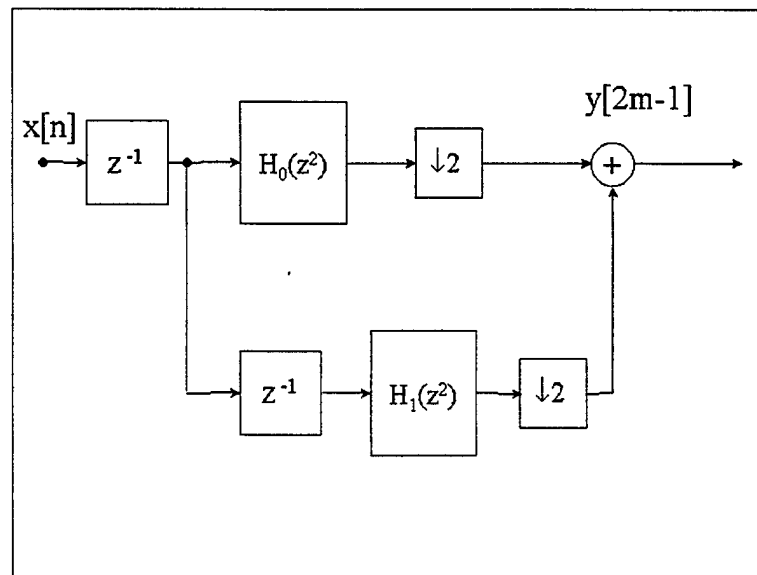 y[2m-1]
x[n]
z⁻¹
H₀(z²)
↓2
+
z⁻¹
H₁(z²)
↓2